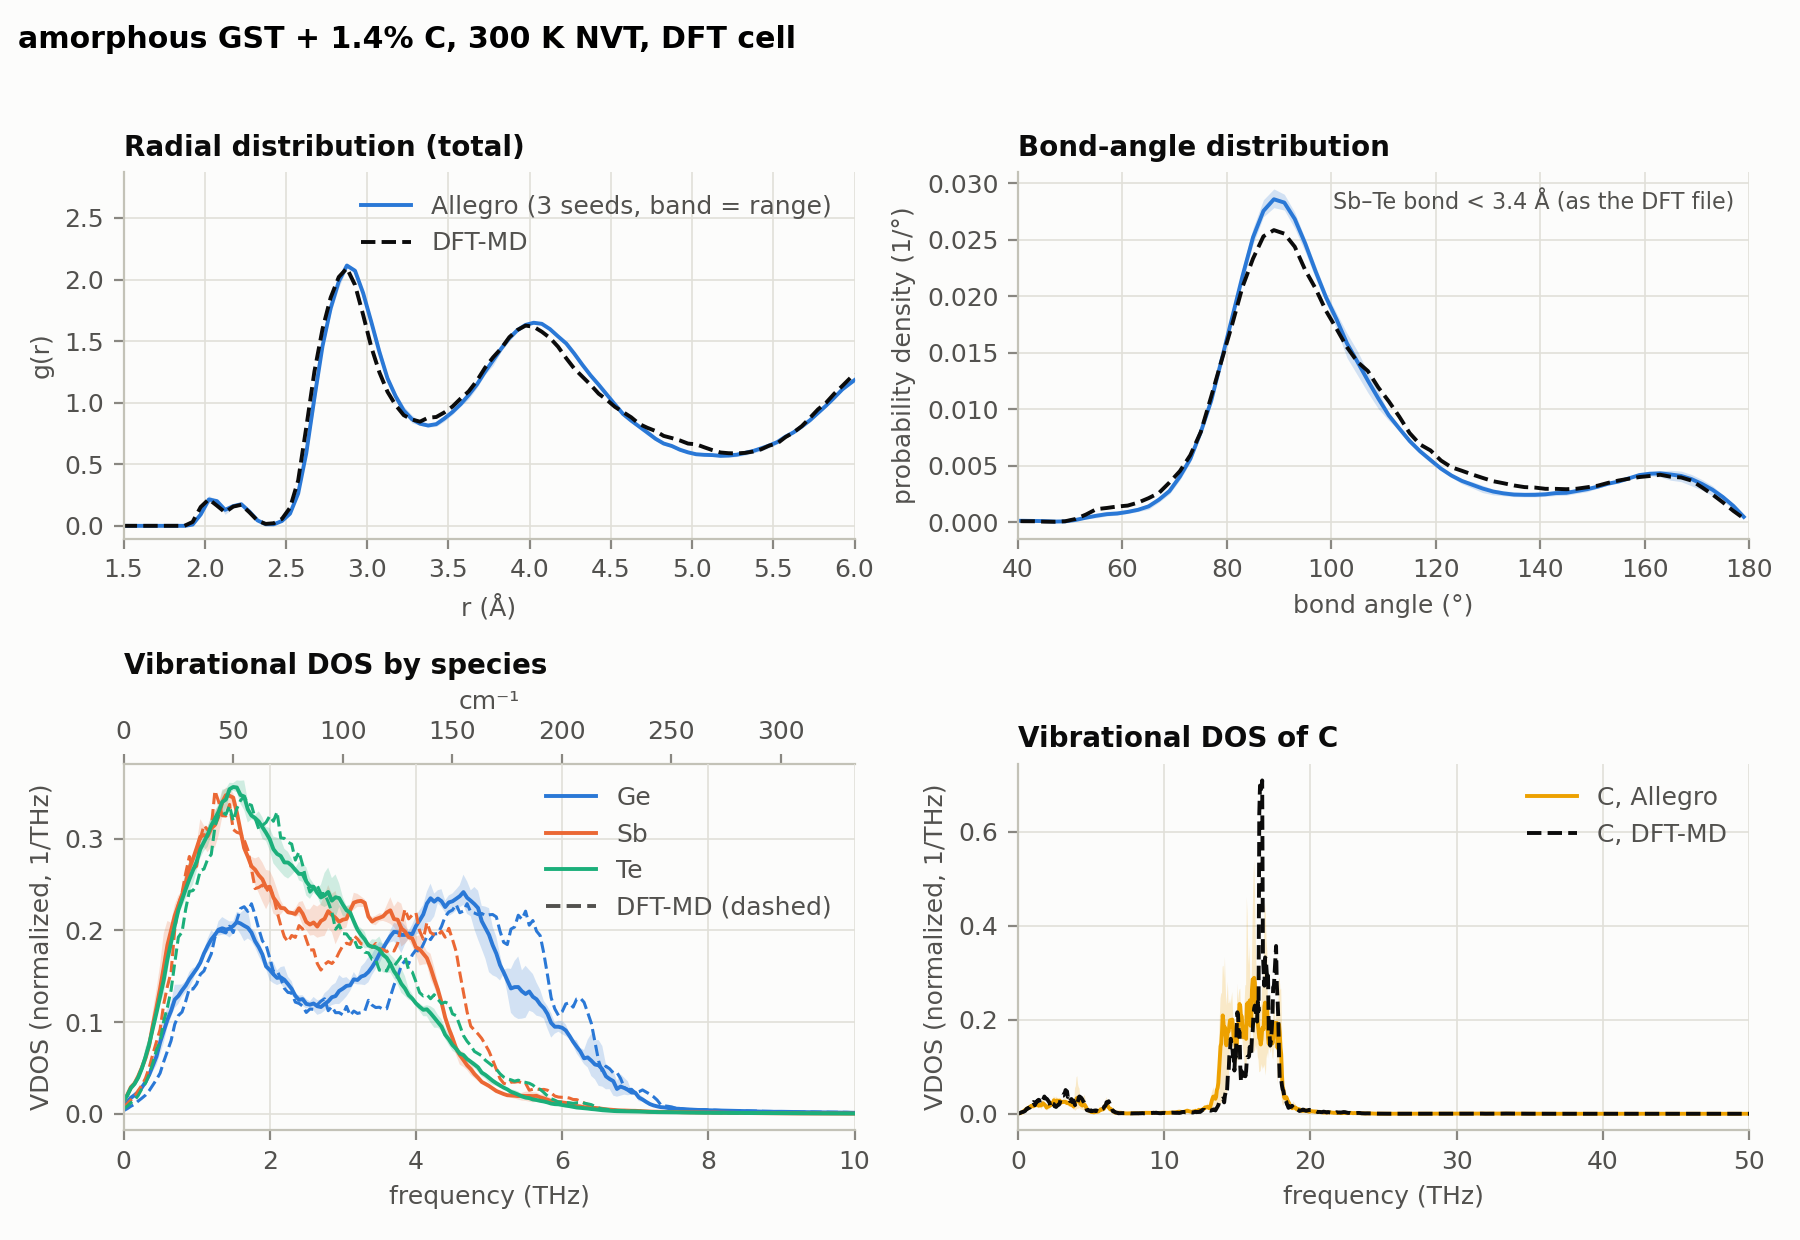 amorphous GST + 1.4% C, 300 K NVT, DFT cell
Radial distribution (total)
Allegro (3 seeds, band = range)
DFT-MD
g(r)
2.5
2.0
1.5
1.0
0.5
0.0
1.5 2.0 2.5 3.0 3.5 4.0 4.5 5.0 5.5 6.0
r (Å)
Bond-angle distribution
Sb–Te bond < 3.4 Å (as the DFT file)
probability density (1/°)
0.030
0.025
0.020
0.015
0.010
0.005
0.000
40 60 80 100 120 140 160 180
bond angle (°)
Vibrational DOS by species
cm⁻¹
0 50 100 150 200 250 300
Ge
Sb
Te
DFT-MD (dashed)
VDOS (normalized, 1/THz)
0.3
0.2
0.1
0.0
0 2 4 6 8 10
frequency (THz)
Vibrational DOS of C
C, Allegro
C, DFT-MD
VDOS (normalized, 1/THz)
0.6
0.4
0.2
0.0
0 10 20 30 40 50
frequency (THz)